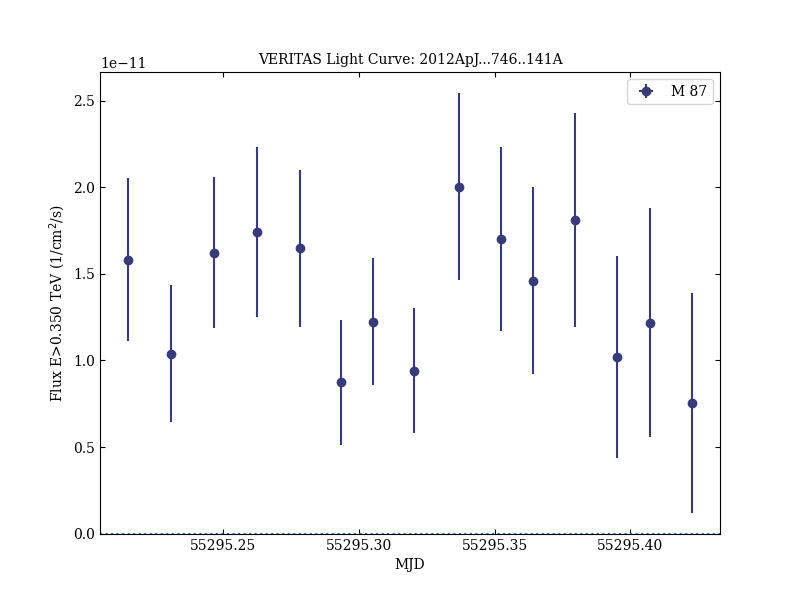 VERITAS Light Curve: 2012ApJ...746..141A
1e−11
M 87
2.5
2.0
1.5
1.0
0.5
0.0
Flux E>0.350 TeV (1/cm²/s)
55295.25 55295.30 55295.35 55295.40
MJD